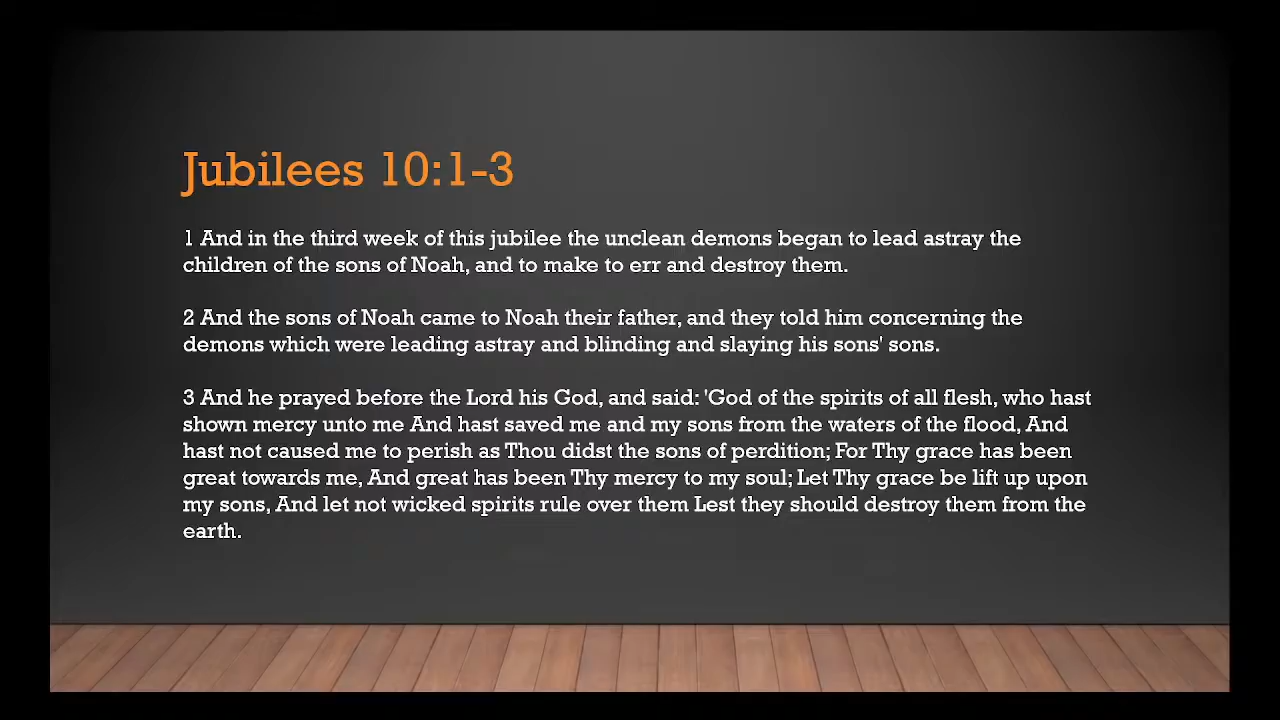 Jubilees 10:1-3
1 And in the third week of this jubilee the unclean demons began to lead astray the
children of the sons of Noah, and to make to err and destroy them.
2 And the sons of Noah came to Noah their father, and they told him concerning the
demons which were leading astray and blinding and slaying his sons' sons.
3 And he prayed before the Lord his God, and said: 'God of the spirits of all flesh, who hast
shown mercy unto me And hast saved me and my sons from the waters of the flood, And
hast not caused me to perish as Thou didst the sons of perdition; For Thy grace has been
great towards me, And great has been Thy mercy to my soul; Let Thy grace be lift up upon
my sons, And let not wicked spirits rule over them Lest they should destroy them from the
earth.